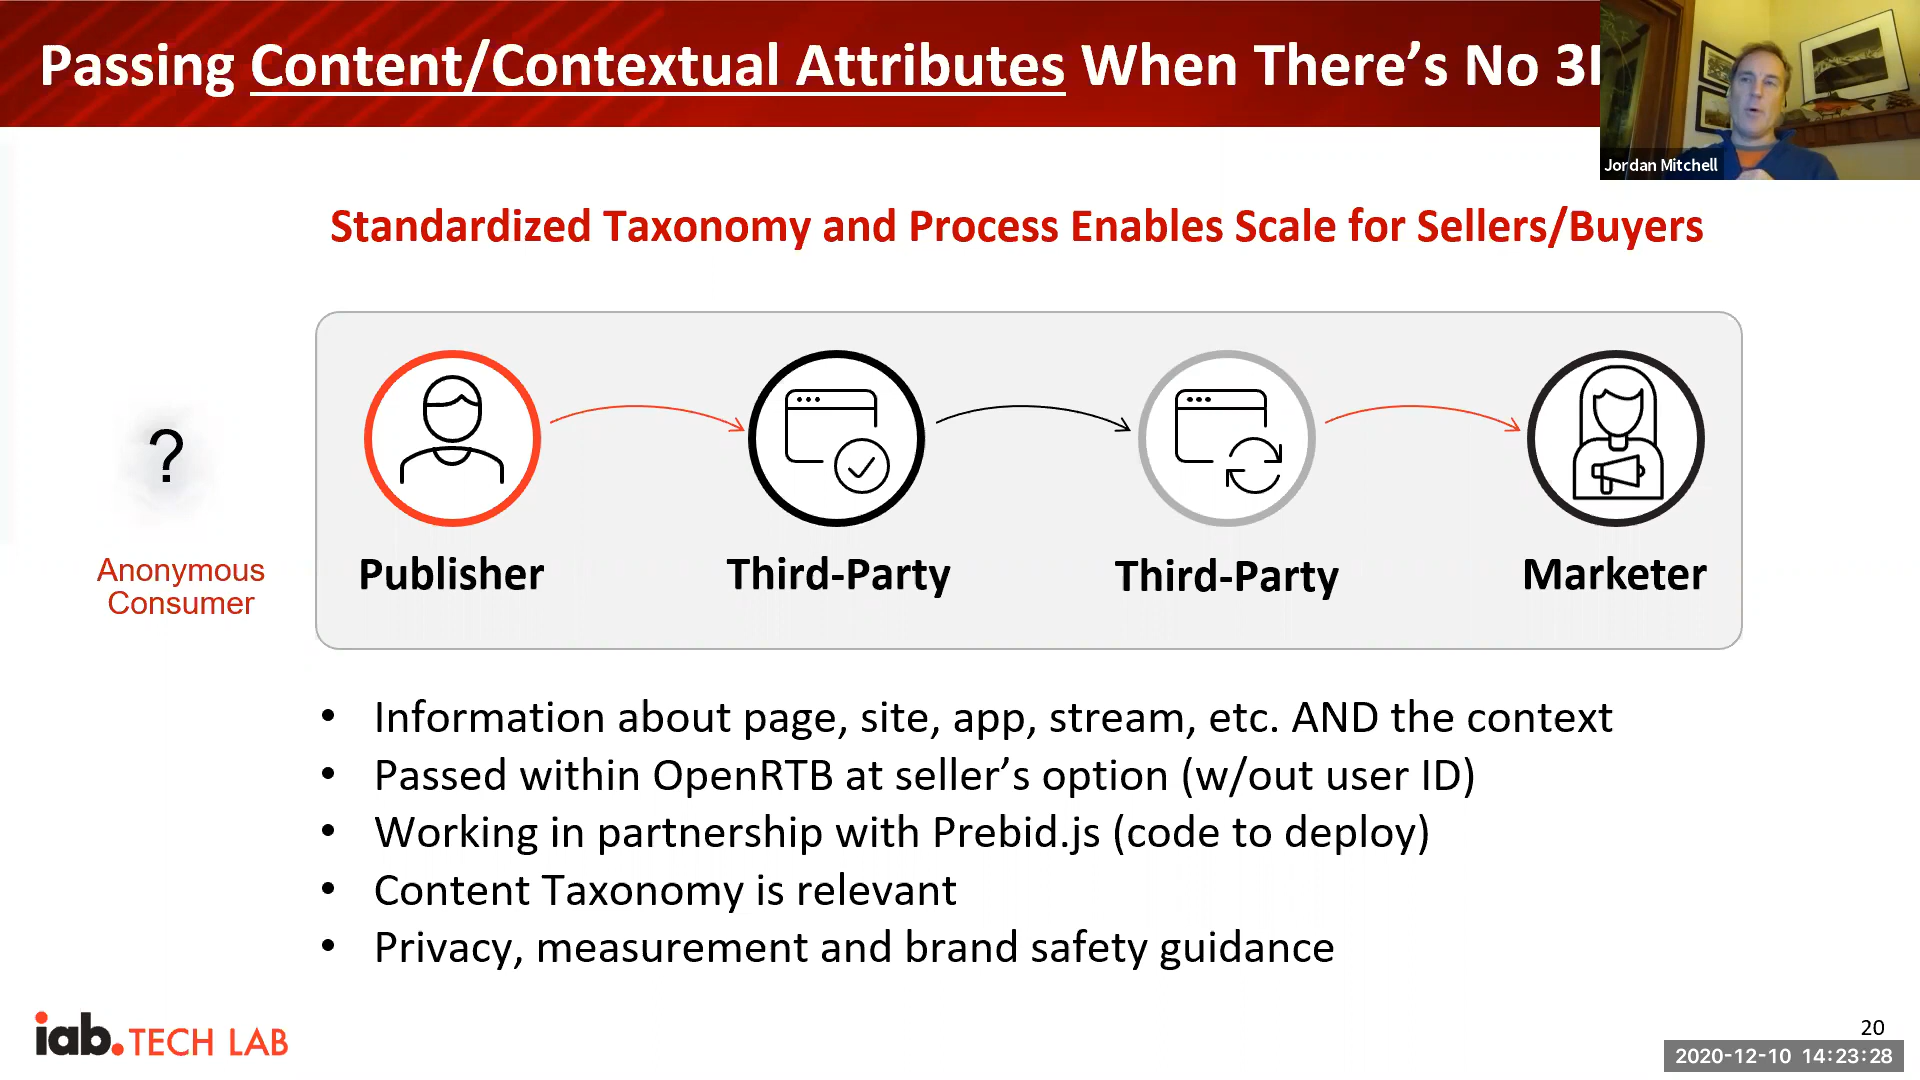 Passing Content/Contextual Attributes When There's No
Jordan Mitchell
Standardized Taxonomy and Process Enables Scale for Sellers/Buyers
?
Anonymous
Consumer
Publisher
Third-Party
Third-Party
Marketer
• Information about page, site, app, stream, etc. AND the context
• Passed within OpenRTB at seller's option (w/out user ID)
• Working in partnership with Prebid.js (code to deploy)
• Content Taxonomy is relevant
• Privacy, measurement and brand safety guidance
iab.TECH LAB
20
2020-12-10 14:23:28